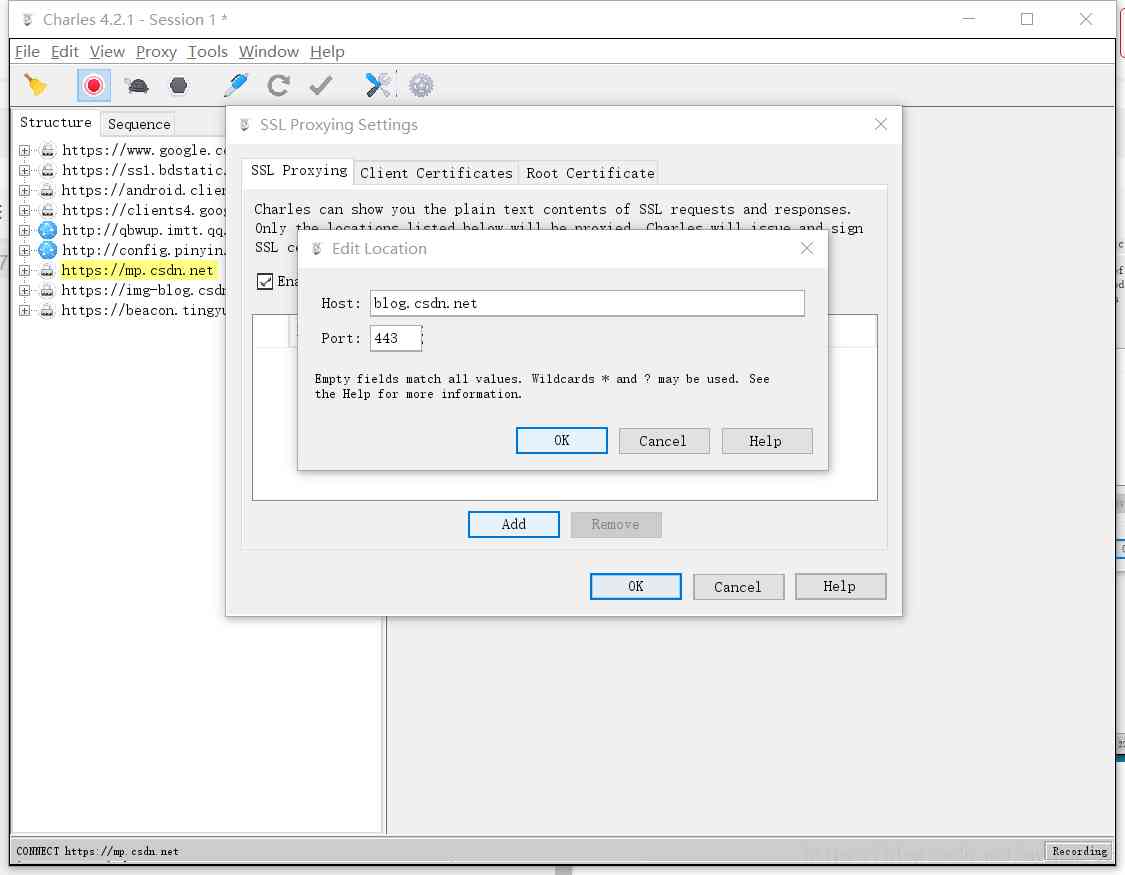 Charles 4.2.1 - Session 1 *
File Edit View Proxy Tools Window Help
Structure Sequence
https://www.google.co
https://ss1.bdstatic.
https://android.clien
https://clients4.goog
http://qbwup.imtt.qq.
http://config.pinyin.
https://mp.csdn.net
https://img-blog.csdn
https://beacon.tingyu
SSL Proxying Settings
SSL Proxying Client Certificates Root Certificate
Charles can show you the plain text contents of SSL requests and responses.
Only the locations listed below will be proxied. Charles will issue and sign
SSL ce
Ena
Edit Location
Host: blog.csdn.net
Port: 443
Empty fields match all values. Wildcards * and ? may be used. See
the Help for more information.
OK Cancel Help
Add Remove
OK Cancel Help
CONNECT https://mp.csdn.net
Recording